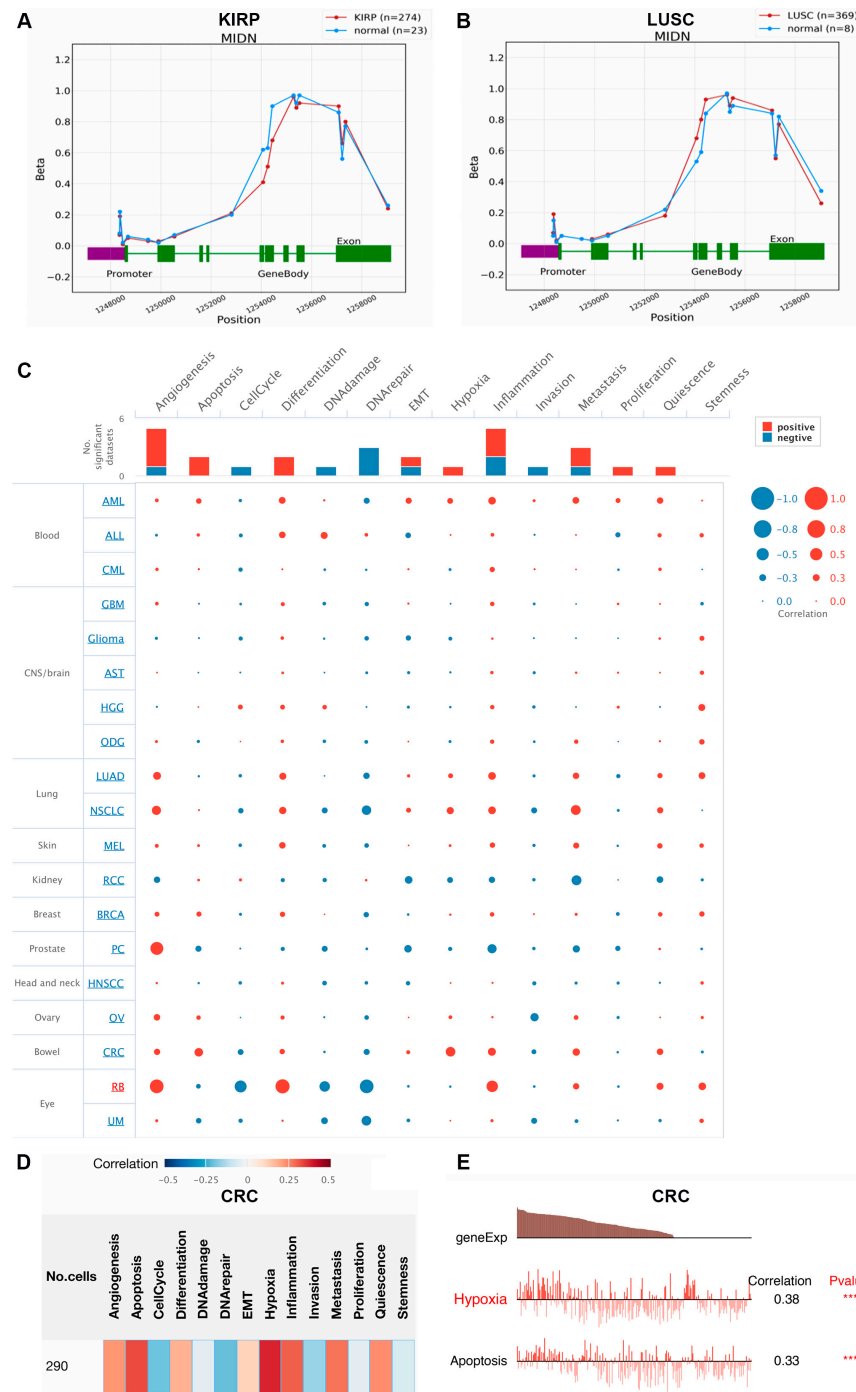 A
KIRP
KIRP (n=274)
normal (n=23)
MIDN
1.2
1.0
0.8
0.6
0.4
0.2
0.0
−0.2
Beta
Promoter
GeneBody
Exon
1248000
1250000
1252000
1254000
1256000
1258000
Position
B
LUSC
LUSC (n=369)
normal (n=8)
MIDN
1.2
1.0
0.8
0.6
0.4
0.2
0.0
−0.2
Beta
Promoter
GeneBody
Exon
1248000
1250000
1252000
1254000
1256000
1258000
Position
C
Angiogenesis
Apoptosis
CellCycle
Differentiation
DNAdamage
DNArepair
EMT
Hypoxia
Inflammation
Invasion
Metastasis
Proliferation
Quiescence
Stemness
No.
significant
datasets
6
0
positive
negtive
−1.0 1.0
−0.8 0.8
−0.5 0.5
−0.3 0.3
0.0 0.0
Correlation
Blood
AML
ALL
CML
CNS/brain
GBM
Glioma
AST
HGG
ODG
Lung
LUAD
NSCLC
Skin
MEL
Kidney
RCC
Breast
BRCA
Prostate
PC
Head and neck
HNSCC
Ovary
OV
Bowel
CRC
Eye
RB
UM
D
Correlation
−0.5 −0.25 0 0.25 0.5
CRC
No.cells
Angiogenesis
Apoptosis
CellCycle
Differentiation
DNAdamage
DNArepair
EMT
Hypoxia
Inflammation
Invasion
Metastasis
Proliferation
Quiescence
Stemness
290
E
CRC
geneExp
Correlation
Pvalu
Hypoxia
0.38
***
Apoptosis
0.33
***